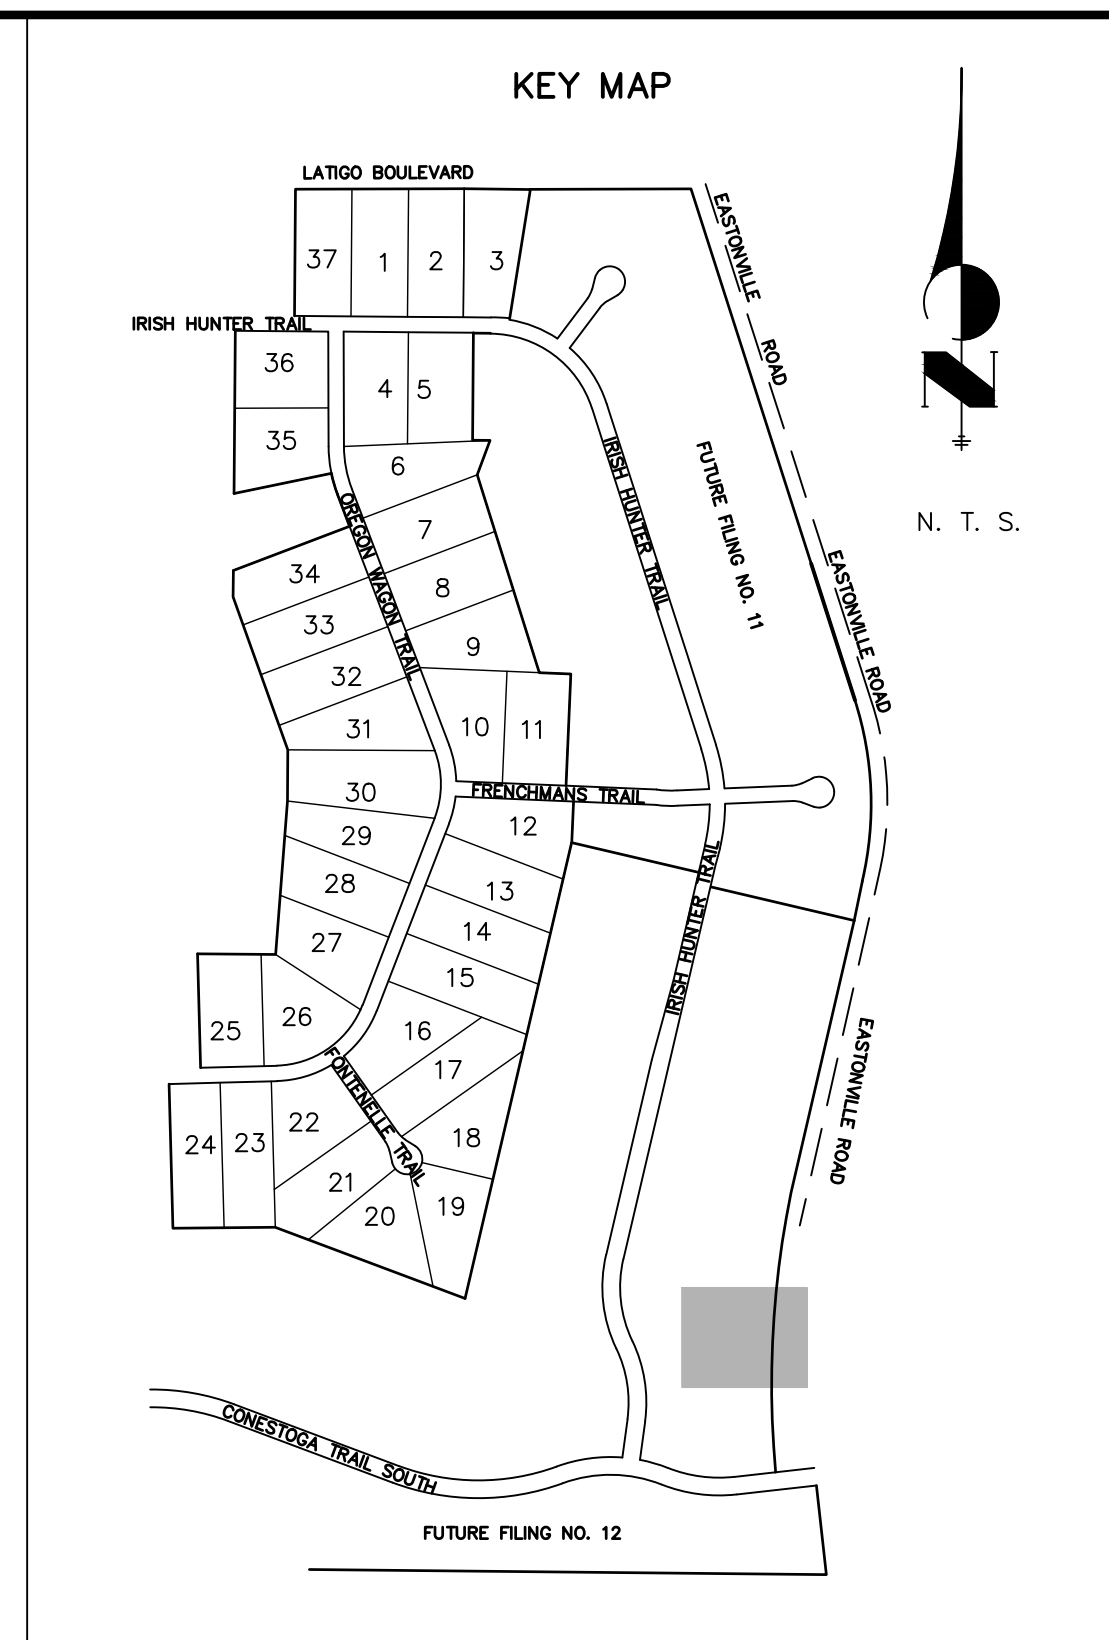 KEY MAP
LATIGO BOULEVARD
EASTONVILLE ROAD
37
1
2
3
IRISH HUNTER TRAIL
36
4
5
35
6
N. T. S.
IRISH HUNTER TRAIL
FUTURE FILING NO. 11
OREGON WAGON TRAIL
7
34
8
33
9
32
EASTONVILLE ROAD
31
10
11
30
FRENCHMANS TRAIL
12
29
28
13
14
27
15
IRISH HUNTER TRAIL
26
25
16
17
FONTENELLE TRAIL
EASTONVILLE ROAD
22
24
23
18
21
19
20
CONESTOGA TRAIL SOUTH
FUTURE FILING NO. 12